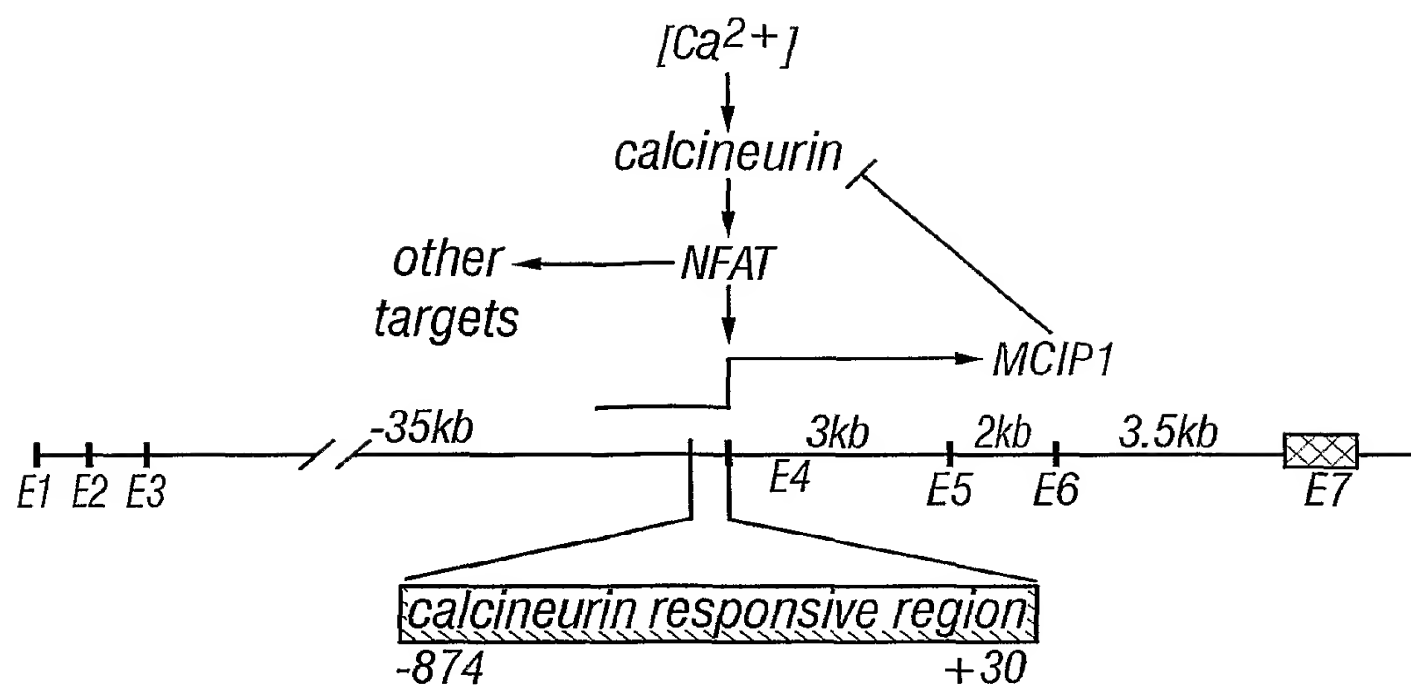 [Ca2+]
calcineurin
other
targets
NFAT
MCIP1
-35kb
3kb
2kb
3.5kb
E1
E2
E3
E4
E5
E6
E7
calcineurin responsive region
-874
+30